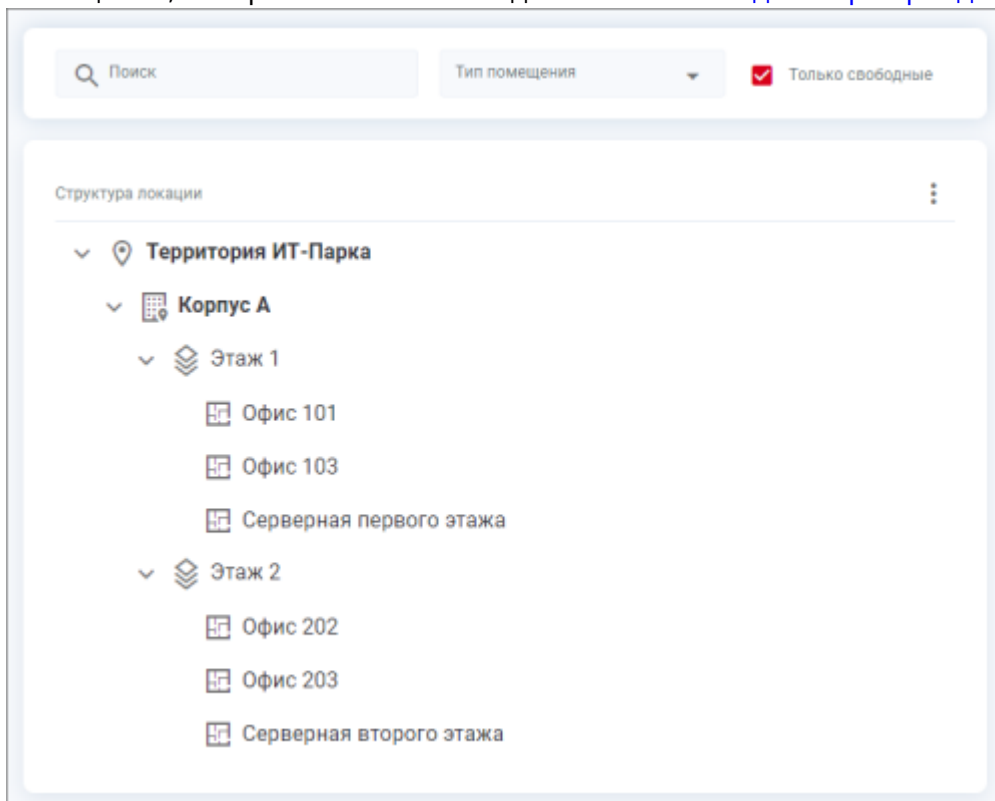 Поиск
Тип помещения
Только свободные
Структура локации
Территория ИТ-Парка
Корпус А
Этаж 1
Офис 101
Офис 103
Серверная первого этажа
Этаж 2
Офис 202
Офис 203
Серверная второго этажа